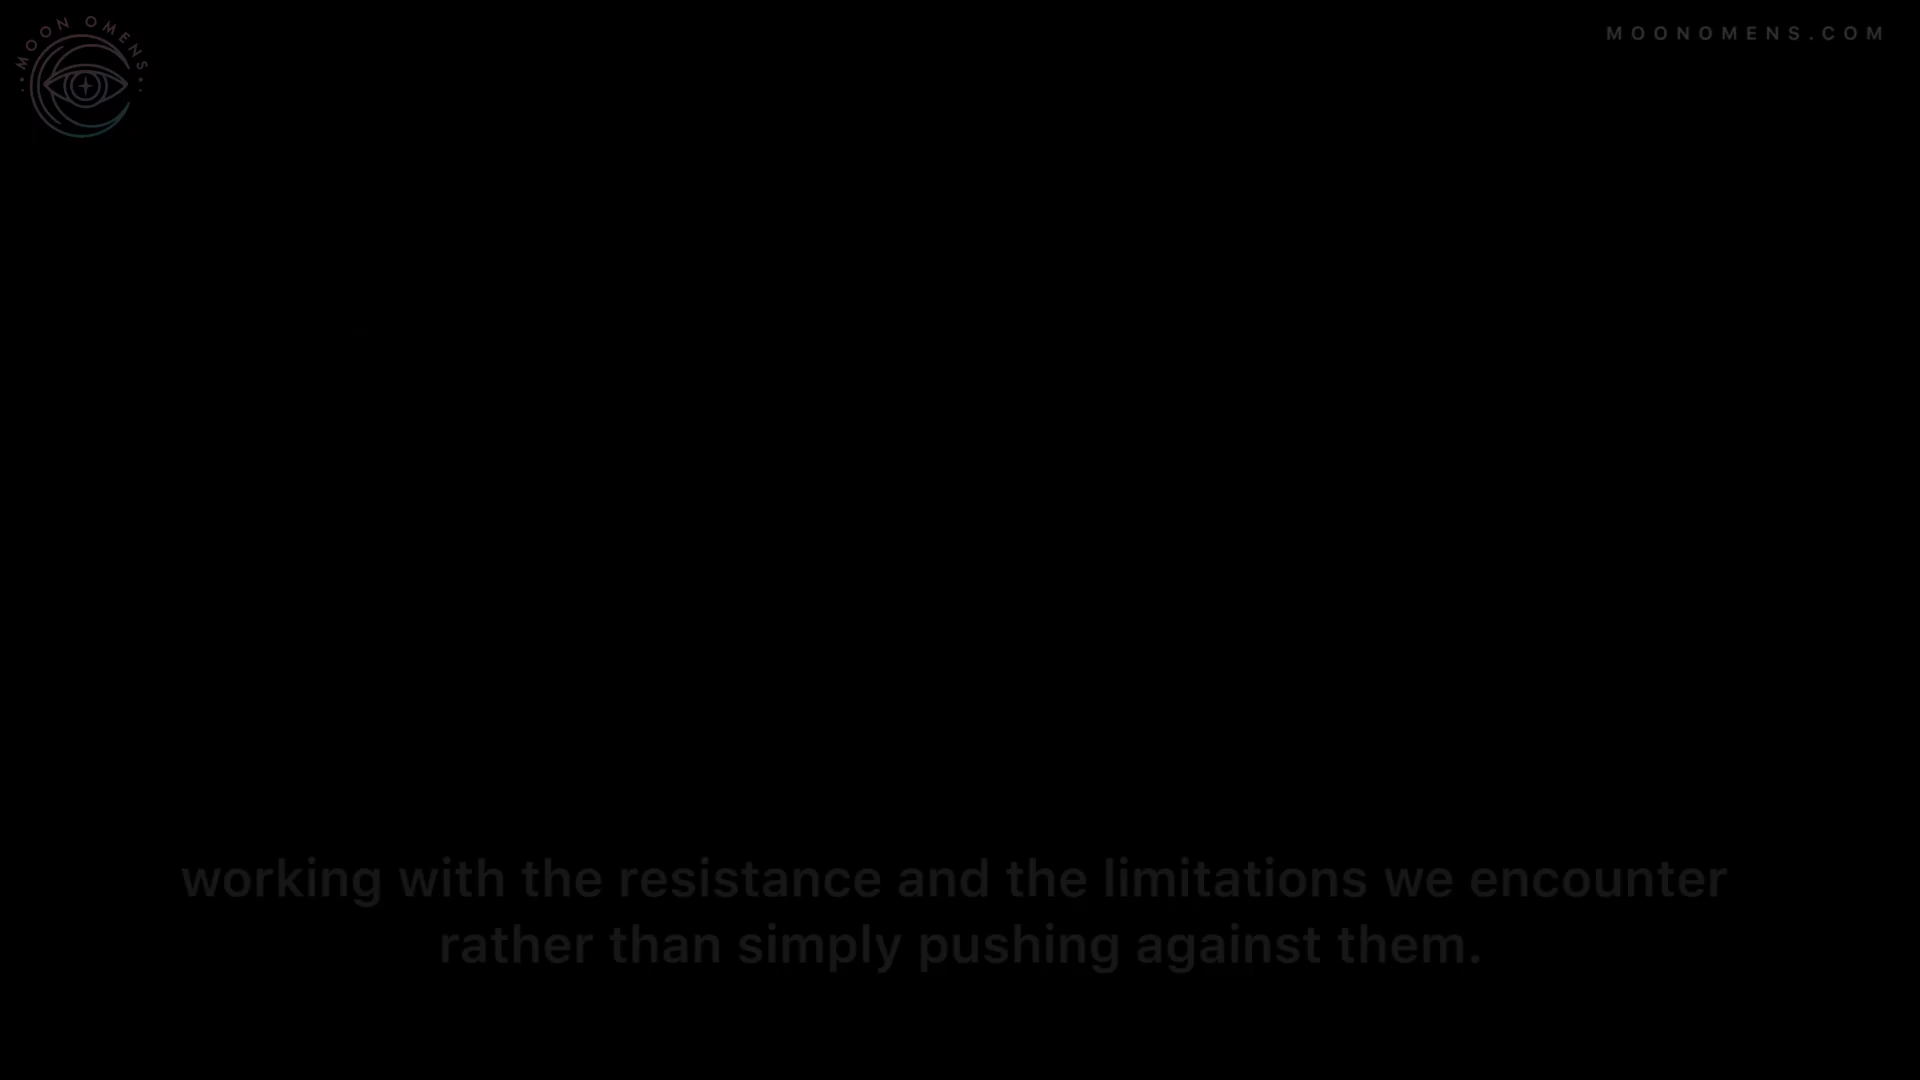 MOON OMENS
MOONOMENS.COM
working with the resistance and the limitations we encounter
rather than simply pushing against them.